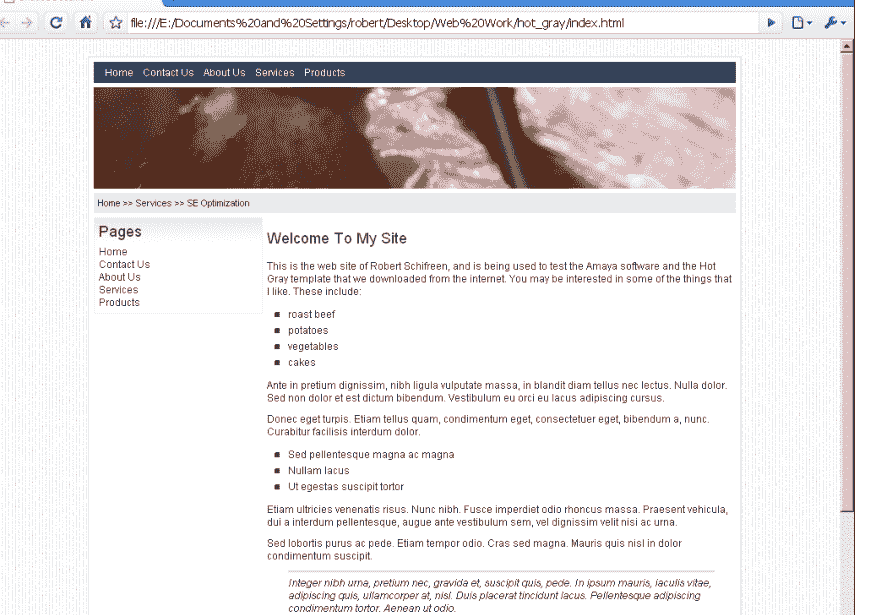 file:///E:/Documents%20and%20Settings/robert/Desktop/Web%20Work/hot_gray/index.html
Home Contact Us About Us Services Products
Home >> Services >> SE Optimization
Pages
Home
Contact Us
About Us
Services
Products
Welcome To My Site
This is the web site of Robert Schifreen, and is being used to test the Amaya software and the Hot
Gray template that we downloaded from the internet. You may be interested in some of the things that
I like. These include:
roast beef
potatoes
vegetables
cakes
Ante in pretium dignissim, nibh ligula vulputate massa, in blandit diam tellus nec lectus. Nulla dolor.
Sed non dolor et est dictum bibendum. Vestibulum eu orci eu lacus adipiscing cursus.
Donec eget turpis. Etiam tellus quam, condimentum eget, consectetuer eget, bibendum a, nunc.
Curabitur facilisis interdum dolor.
Sed pellentesque magna ac magna
Nullam lacus
Ut egestas suscipit tortor
Etiam ultricies venenatis risus. Nunc nibh. Fusce imperdiet odio rhoncus massa. Praesent vehicula,
dui a interdum pellentesque, augue ante vestibulum sem, vel dignissim velit nisi ac urna.
Sed lobortis purus ac pede. Etiam tempor odio. Cras sed magna. Mauris quis nisl in dolor
condimentum suscipit.
Integer nibh urna, pretium nec, gravida et, suscipit quis, pede. In ipsum mauris, iaculis vitae,
adipiscing quis, ullamcorper at, nisl. Duis placerat tincidunt lacus. Pellentesque adipiscing
condimentum tortor. Aenean ut odio.